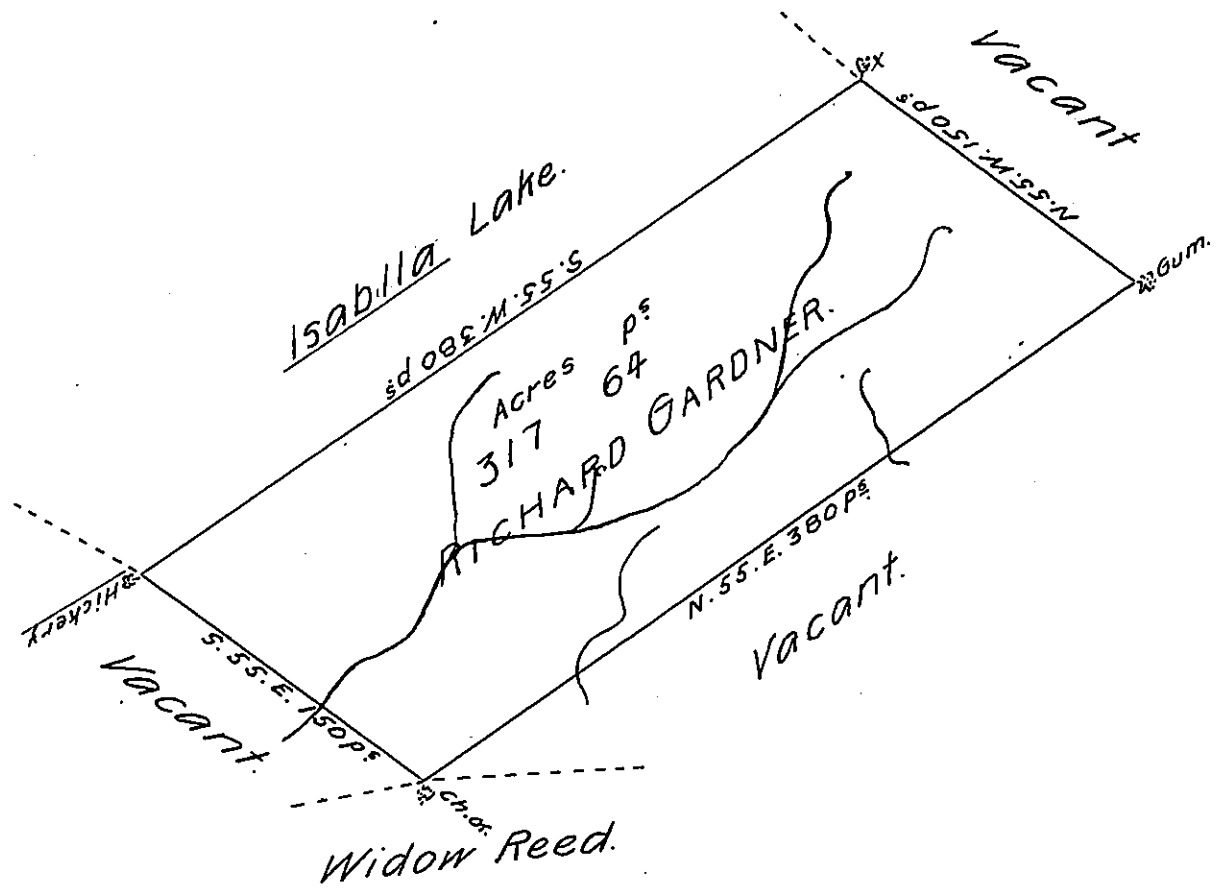 Vacant
GX
N.55.W.150ps
Isabilla Lake.
S.55.W.380ps
Gum.
Acres ps
317 64
RICHARD GARDNER.
N.55.E.380ps
Vacant.
Hickery
S.55.E.150ps
Vacant.
Ch.or.
Widow Reed.